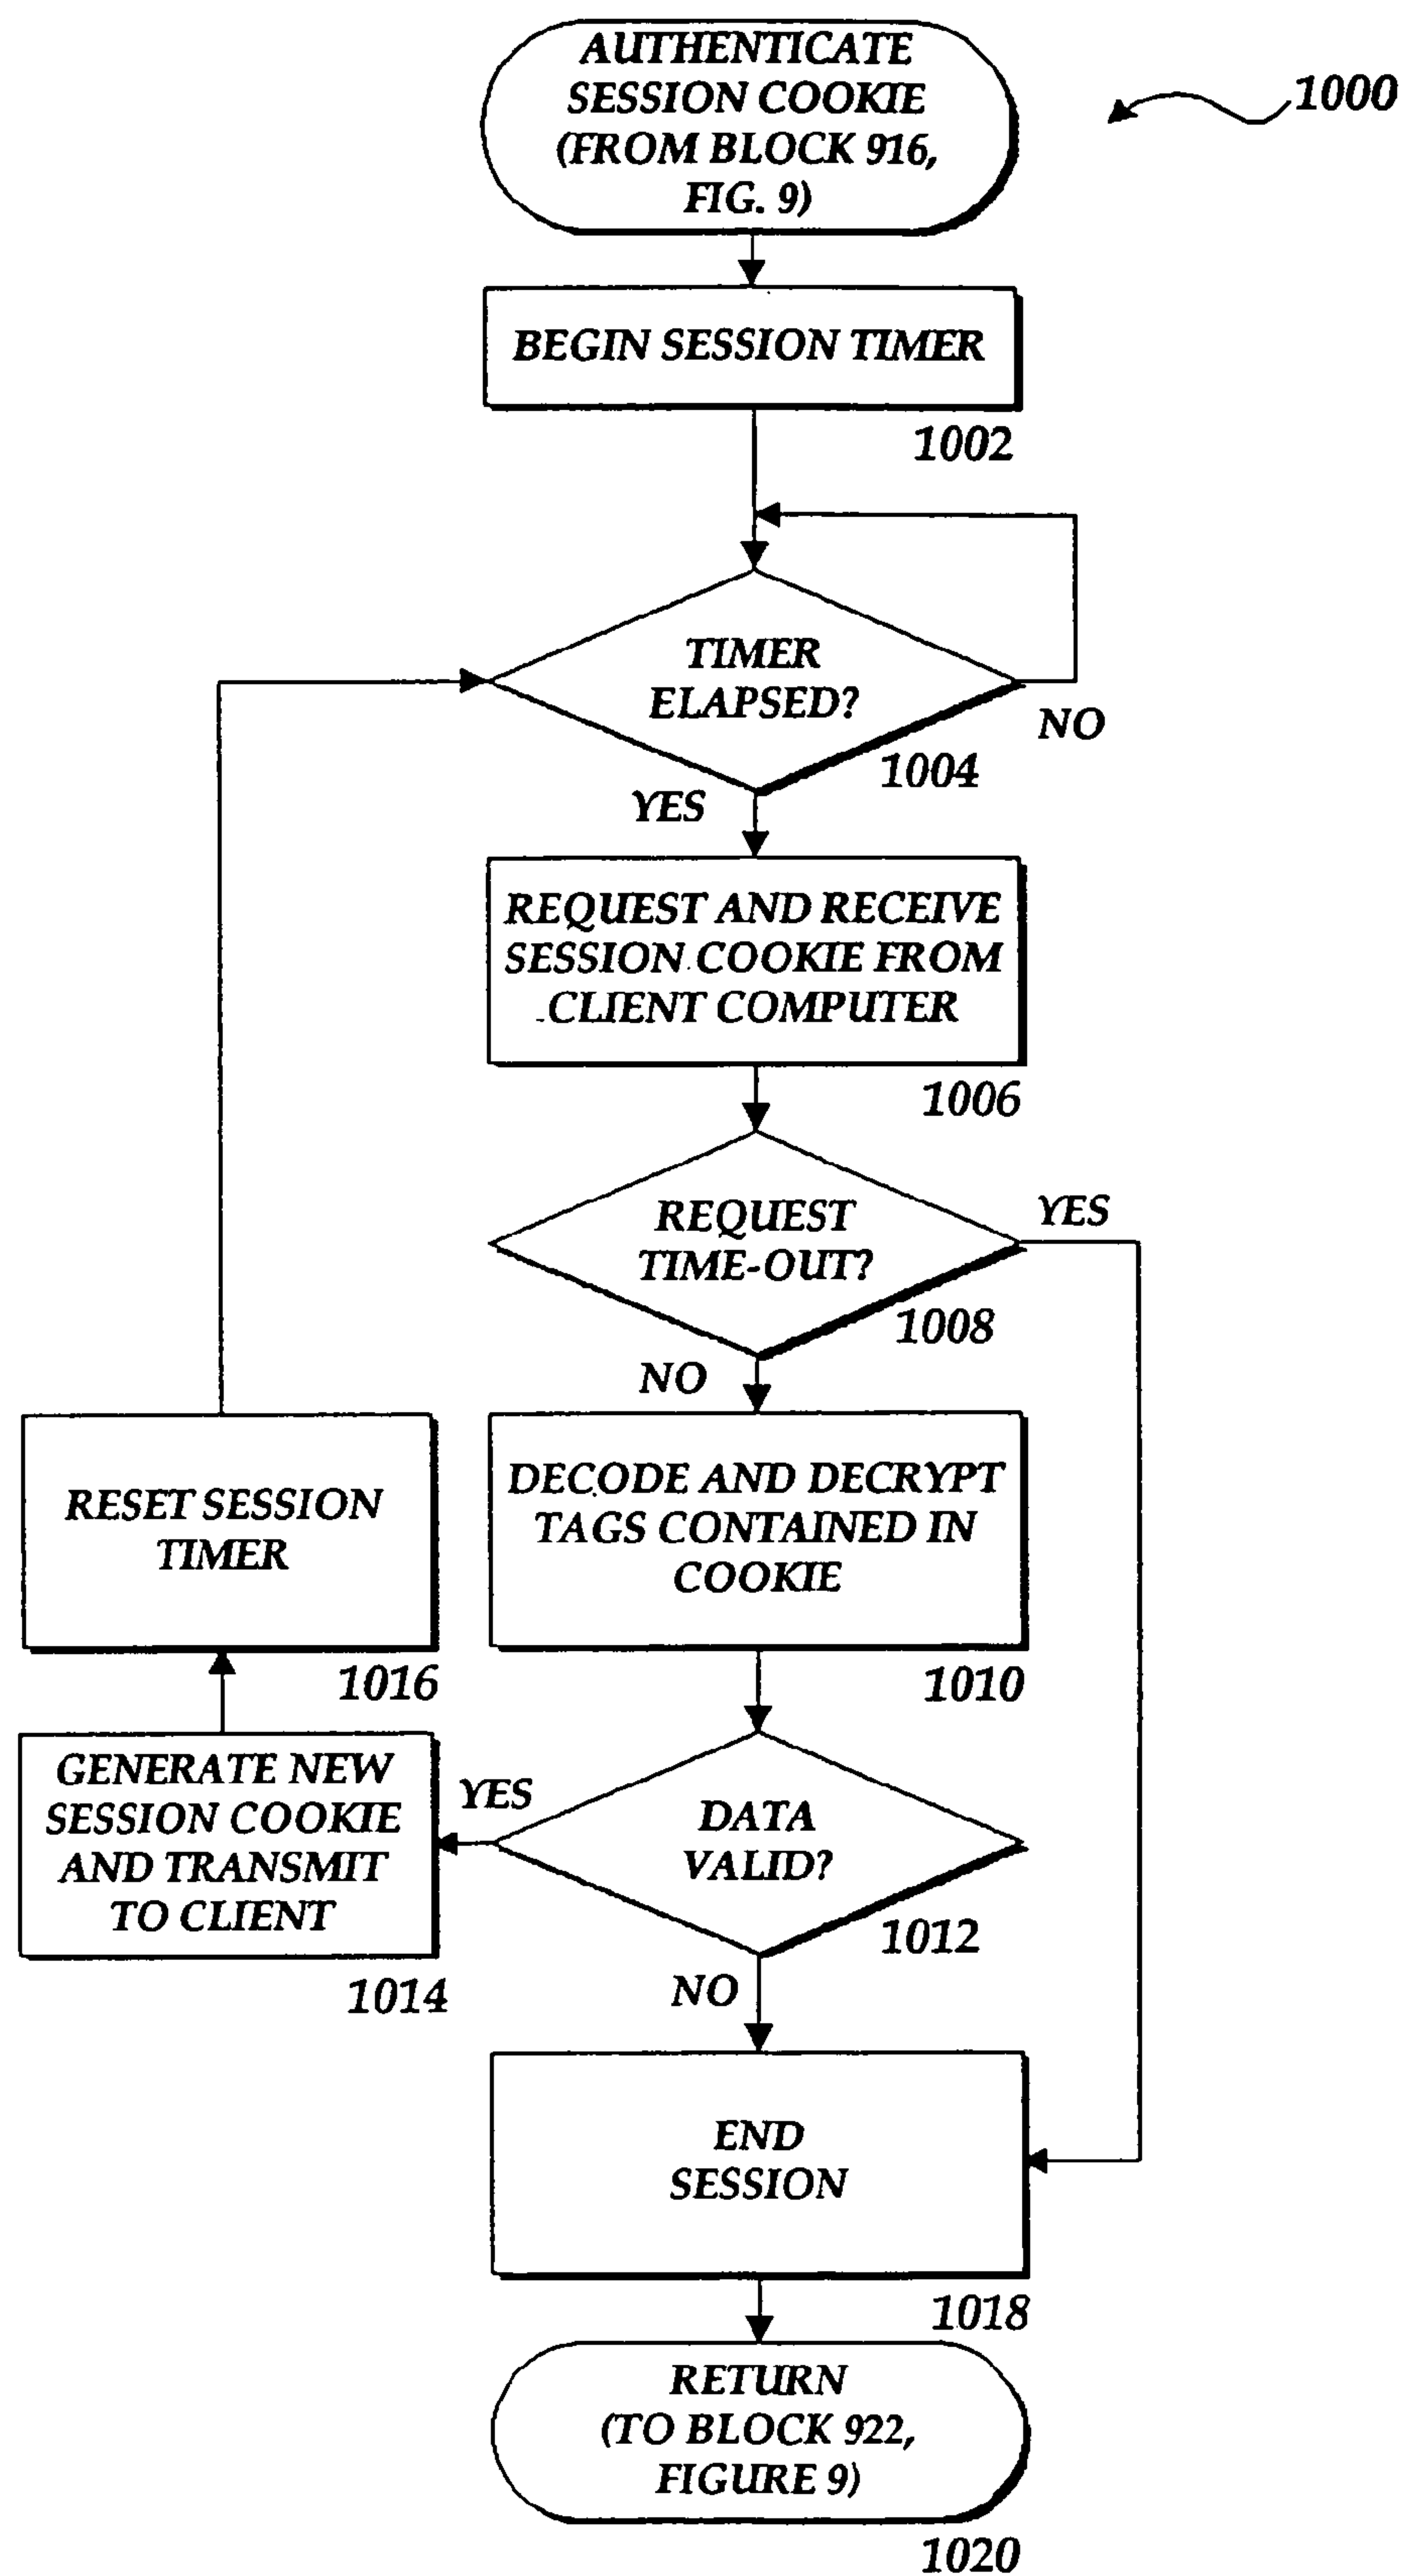 AUTHENTICATE
SESSION COOKIE
(FROM BLOCK 916,
FIG. 9)
1000
BEGIN SESSION TIMER
1002
TIMER
ELAPSED?
NO
1004
YES
REQUEST AND RECEIVE
SESSION COOKIE FROM
CLIENT COMPUTER
1006
REQUEST
TIME-OUT?
YES
1008
NO
DECODE AND DECRYPT
TAGS CONTAINED IN
COOKIE
1010
RESET SESSION
TIMER
1016
GENERATE NEW
SESSION COOKIE
AND TRANSMIT
TO CLIENT
1014
YES
DATA
VALID?
1012
NO
END
SESSION
1018
RETURN
(TO BLOCK 922,
FIGURE 9)
1020